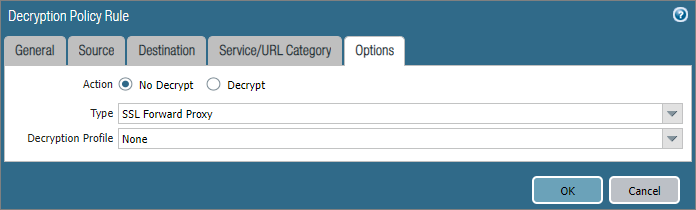 Decryption Policy Rule
General Source Destination Service/URL Category Options
Action No Decrypt Decrypt
Type SSL Forward Proxy
Decryption Profile None
OK Cancel